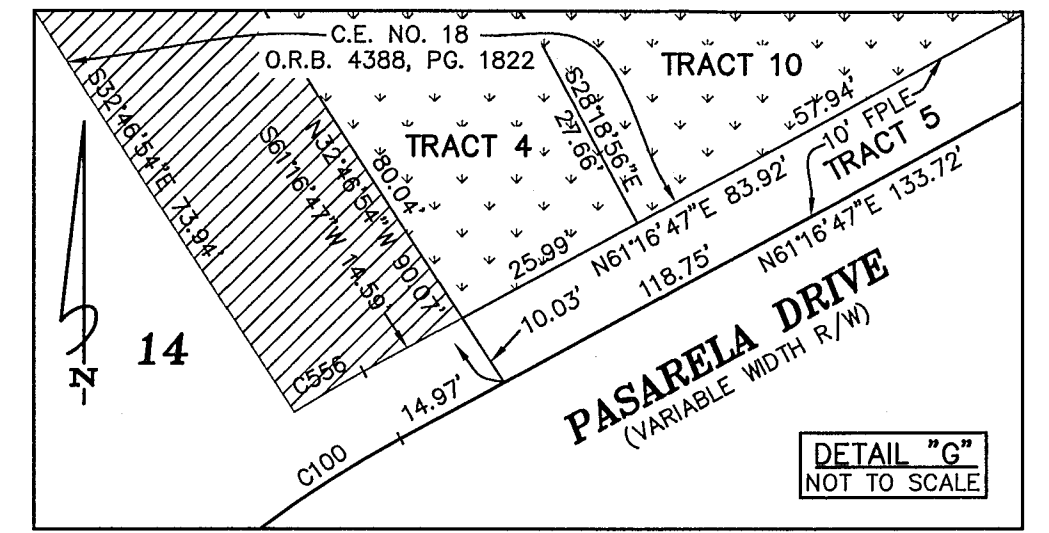 C.E. NO. 18
O.R.B. 4388, PG. 1822
TRACT 10
S32°46'54"E 73.94'
S61°16'47"W 14.59'
N32°46'54"W 90.07'
80.04'
TRACT 4
S28°18'56"E
27.66'
57.94'
10' FPLE
TRACT 5
25.99'
N61°16'47"E 83.92'
N61°16'47"E 133.72'
118.75'
10.03'
14
N
C556
14.97'
C100
PASARELA DRIVE
(VARIABLE WIDTH R/W)
DETAIL "G"
NOT TO SCALE